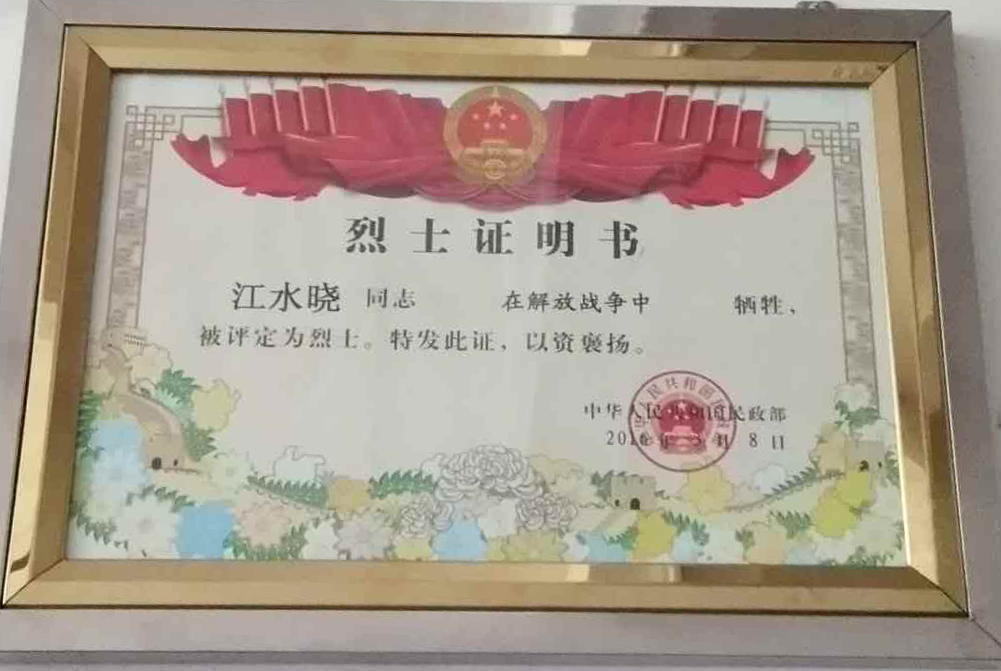 烈士证明书
江水晓 同志 在解放战争中 牺牲，
被评定为烈士。特发此证，以资褒扬。
中华人民共和国民政部
8日